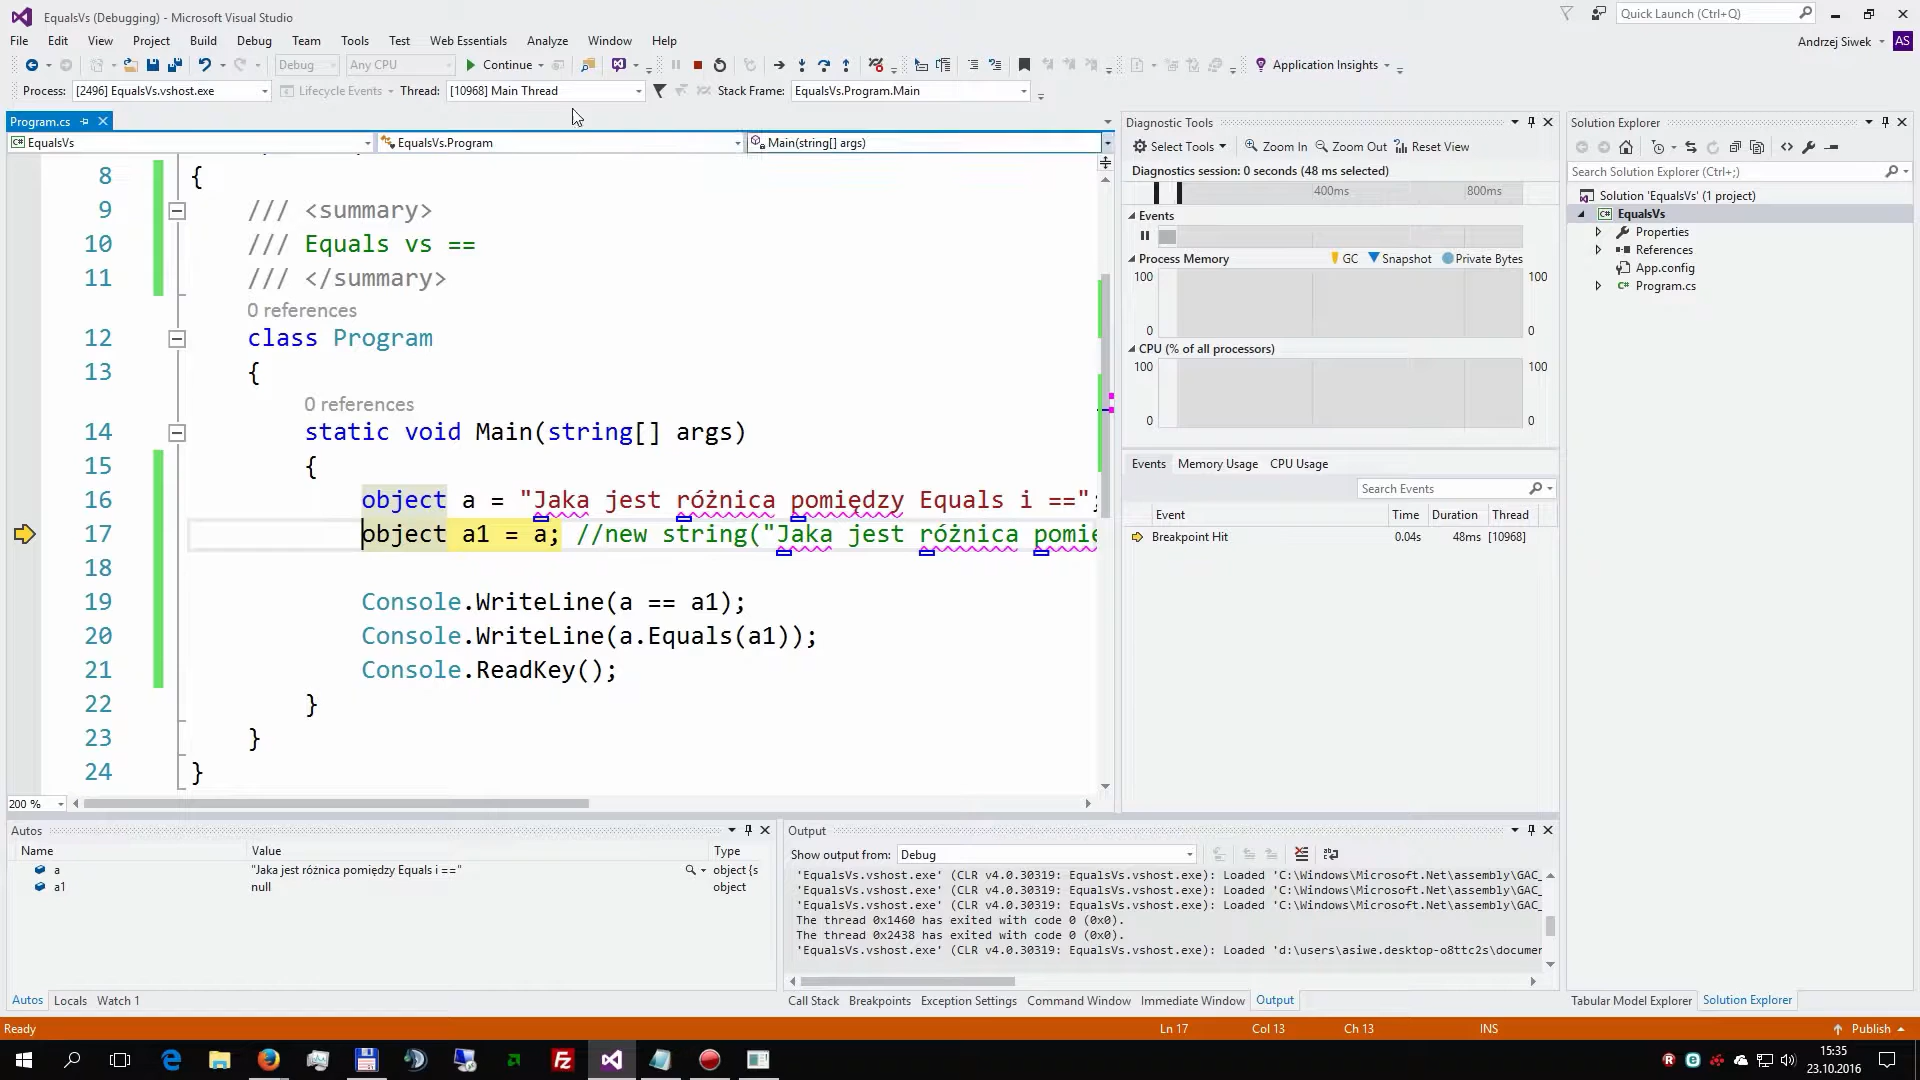 EqualsVs (Debugging) - Microsoft Visual Studio
Quick Launch (Ctrl+Q)
File Edit View Project Build Debug Team Tools Test Web Essentials Analyze Window Help
Andrzej Siwek AS
Debug Any CPU Continue Application Insights
Process: [2496] EqualsVs.vshost.exe Lifecycle Events Thread: [10968] Main Thread Stack Frame: EqualsVs.Program.Main
Program.cs
EqualsVs EqualsVs.Program Main(string[] args)
8 {
9 /// <summary>
10 /// Equals vs ==
11 /// </summary>
0 references
12 class Program
13 {
0 references
14 static void Main(string[] args)
15 {
16 object a = "Jaka jest różnica pomiędzy Equals i ==";
17 object a1 = a; //new string("Jaka jest różnica pomię
18
19 Console.WriteLine(a == a1);
20 Console.WriteLine(a.Equals(a1));
21 Console.ReadKey();
22 }
23 }
24 }
200 %
Diagnostic Tools
Select Tools Zoom In Zoom Out Reset View
Diagnostics session: 0 seconds (48 ms selected)
400ms 800ms
Events
Process Memory GC Snapshot Private Bytes
100 100
0 0
CPU (% of all processors)
100 100
0 0
Events Memory Usage CPU Usage
Search Events
Event Time Duration Thread
Breakpoint Hit 0.04s 48ms [10968]
Solution Explorer
Search Solution Explorer (Ctrl+;)
Solution 'EqualsVs' (1 project)
C# EqualsVs
Properties
References
App.config
C# Program.cs
Autos
Name Value Type
a "Jaka jest różnica pomiędzy Equals i ==" object {s
a1 null object
Autos Locals Watch 1
Output
Show output from: Debug
'EqualsVs.vshost.exe' (CLR v4.0.30319: EqualsVs.vshost.exe): Loaded 'C:\Windows\Microsoft.Net\assembly\GAC_
'EqualsVs.vshost.exe' (CLR v4.0.30319: EqualsVs.vshost.exe): Loaded 'C:\Windows\Microsoft.Net\assembly\GAC_
'EqualsVs.vshost.exe' (CLR v4.0.30319: EqualsVs.vshost.exe): Loaded 'C:\Windows\Microsoft.Net\assembly\GAC_
The thread 0x1460 has exited with code 0 (0x0).
The thread 0x2438 has exited with code 0 (0x0).
'EqualsVs.vshost.exe' (CLR v4.0.30319: EqualsVs.vshost.exe): Loaded 'd:\users\asiwe.desktop-o8ttc2s\documen
Call Stack Breakpoints Exception Settings Command Window Immediate Window Output
Tabular Model Explorer Solution Explorer
Ready Ln 17 Col 13 Ch 13 INS Publish
15:35
23.10.2016